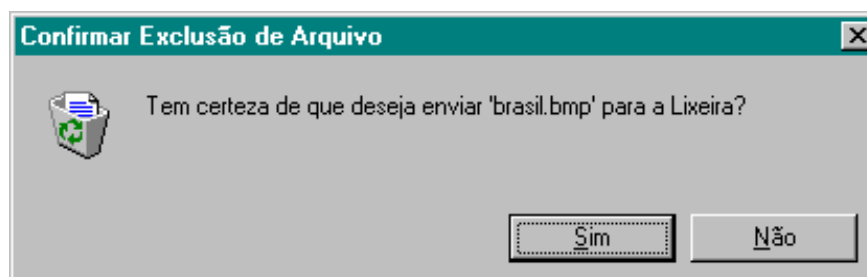 Confirmar Exclusão de Arquivo
Tem certeza de que deseja enviar 'brasil.bmp' para a Lixeira?
Sim
Não